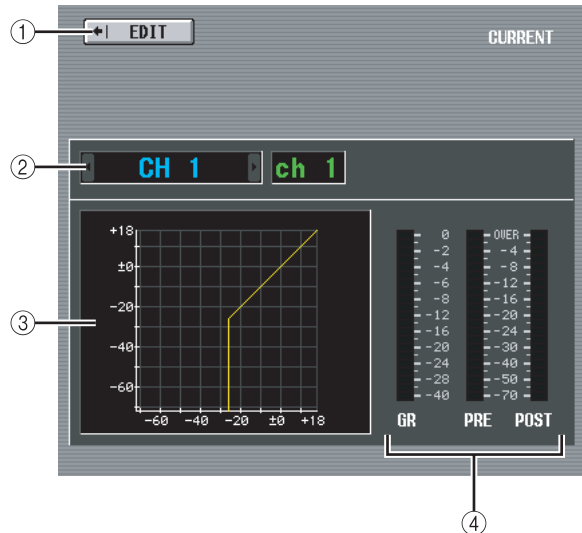 ① EDIT
CURRENT
② CH 1 ch 1
③
+18
±0
-20
-40
-60
-60 -40 -20 ±0 +18
0 OVER
-2 -4
-4 -8
-6 -12
-8 -16
-12 -20
-16 -24
-20 -30
-24 -40
-28 -50
-40 -70
GR PRE POST
④